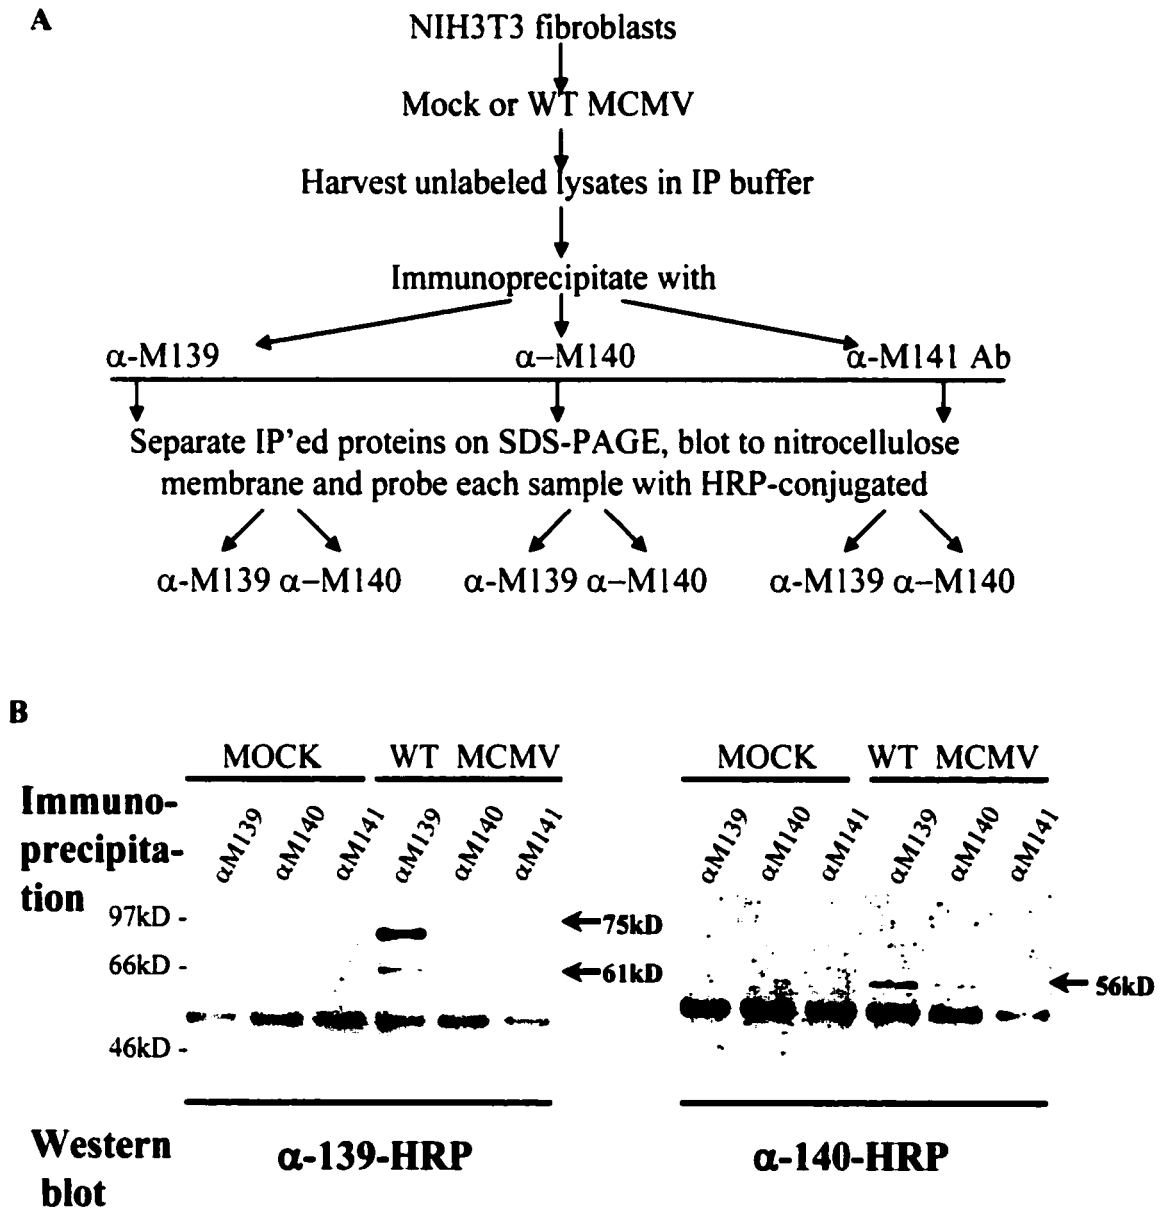 A
NIH3T3 fibroblasts
Mock or WT MCMV
Harvest unlabeled lysates in IP buffer
Immunoprecipitate with
α-M139 α–M140 α-M141 Ab
Separate IP'ed proteins on SDS-PAGE, blot to nitrocellulose
membrane and probe each sample with HRP-conjugated
α-M139 α–M140 α-M139 α–M140 α-M139 α–M140
B
MOCK WT MCMV MOCK WT MCMV
Immuno-
precipita-
tion
αM139 αM140 αM141 αM139 αM140 αM141 αM139 αM140 αM141 αM139 αM140 αM141
97kD -
75kD
66kD -
61kD
56kD
46kD -
Western
blot
α-139-HRP α-140-HRP